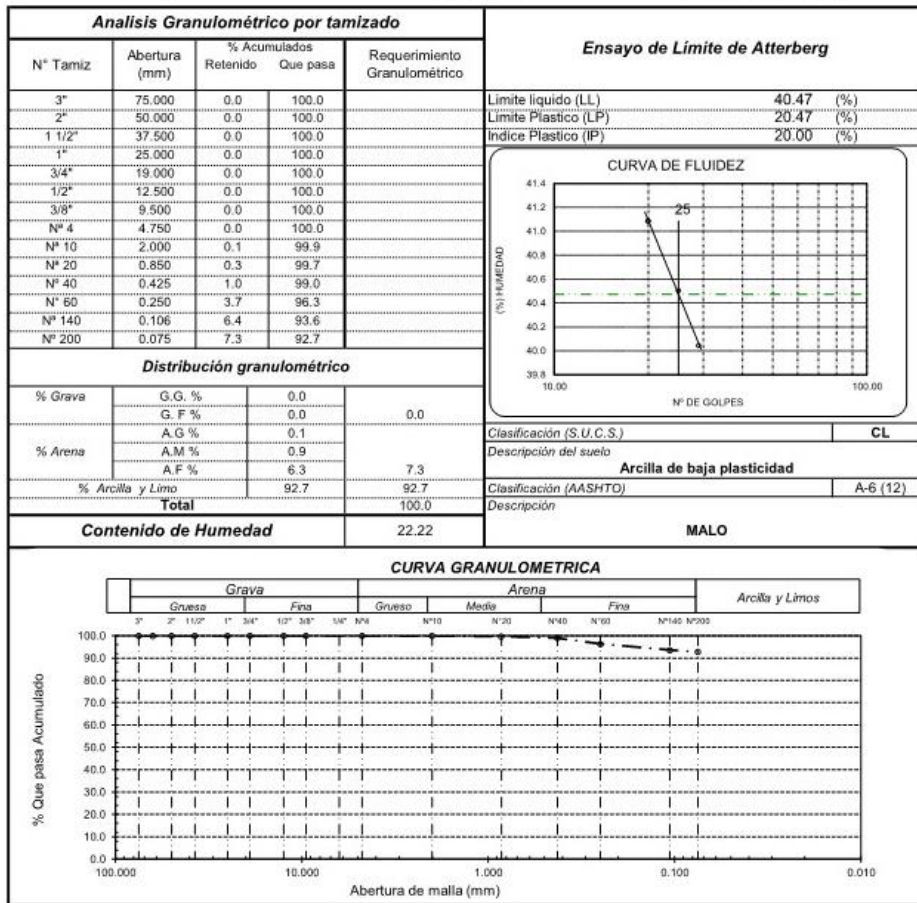 Analisis Granulométrico por tamizado
N° Tamiz Abertura (mm) % Acumulados Retenido Que pasa Requerimiento Granulométrico
3" 75.000 0.0 100.0
2" 50.000 0.0 100.0
1 1/2" 37.500 0.0 100.0
1" 25.000 0.0 100.0
3/4" 19.000 0.0 100.0
1/2" 12.500 0.0 100.0
3/8" 9.500 0.0 100.0
Nª 4 4.750 0.0 100.0
Nª 10 2.000 0.1 99.9
Nª 20 0.850 0.3 99.7
Nº 40 0.425 1.0 99.0
N° 60 0.250 3.7 96.3
Nª 140 0.106 6.4 93.6
Nº 200 0.075 7.3 92.7
Distribución granulométrico
% Grava G.G. % 0.0
G. F % 0.0 0.0
% Arena A.G % 0.1
A.M % 0.9
A.F % 6.3 7.3
% Arcilla y Limo 92.7 92.7
Total 100.0
Contenido de Humedad 22.22
Ensayo de Límite de Atterberg
Limite liquido (LL) 40.47 (%)
Limite Plastico (LP) 20.47 (%)
Indice Plastico (IP) 20.00 (%)
CURVA DE FLUIDEZ
(%) HUMEDAD
41.4
41.2
41.0
40.8
40.6
40.4
40.2
40.0
39.8
25
10.00 100.00
Nº DE GOLPES
Clasificación (S.U.C.S.) CL
Descripción del suelo
Arcilla de baja plasticidad
Clasificación (AASHTO) A-6 (12)
Descripción
MALO
CURVA GRANULOMETRICA
Grava Arena Arcilla y Limos
Gruesa Fina Grueso Media Fina
3" 2" 11/2" 1" 3/4" 1/2" 3/8" 1/4" N°4 N°10 N°20 N°40 N°60 Nª140 N°200
% Que pasa Acumulado
100.0
90.0
80.0
70.0
60.0
50.0
40.0
30.0
20.0
10.0
0.0
100.000 10.000 1.000 0.100 0.010
Abertura de malla (mm)